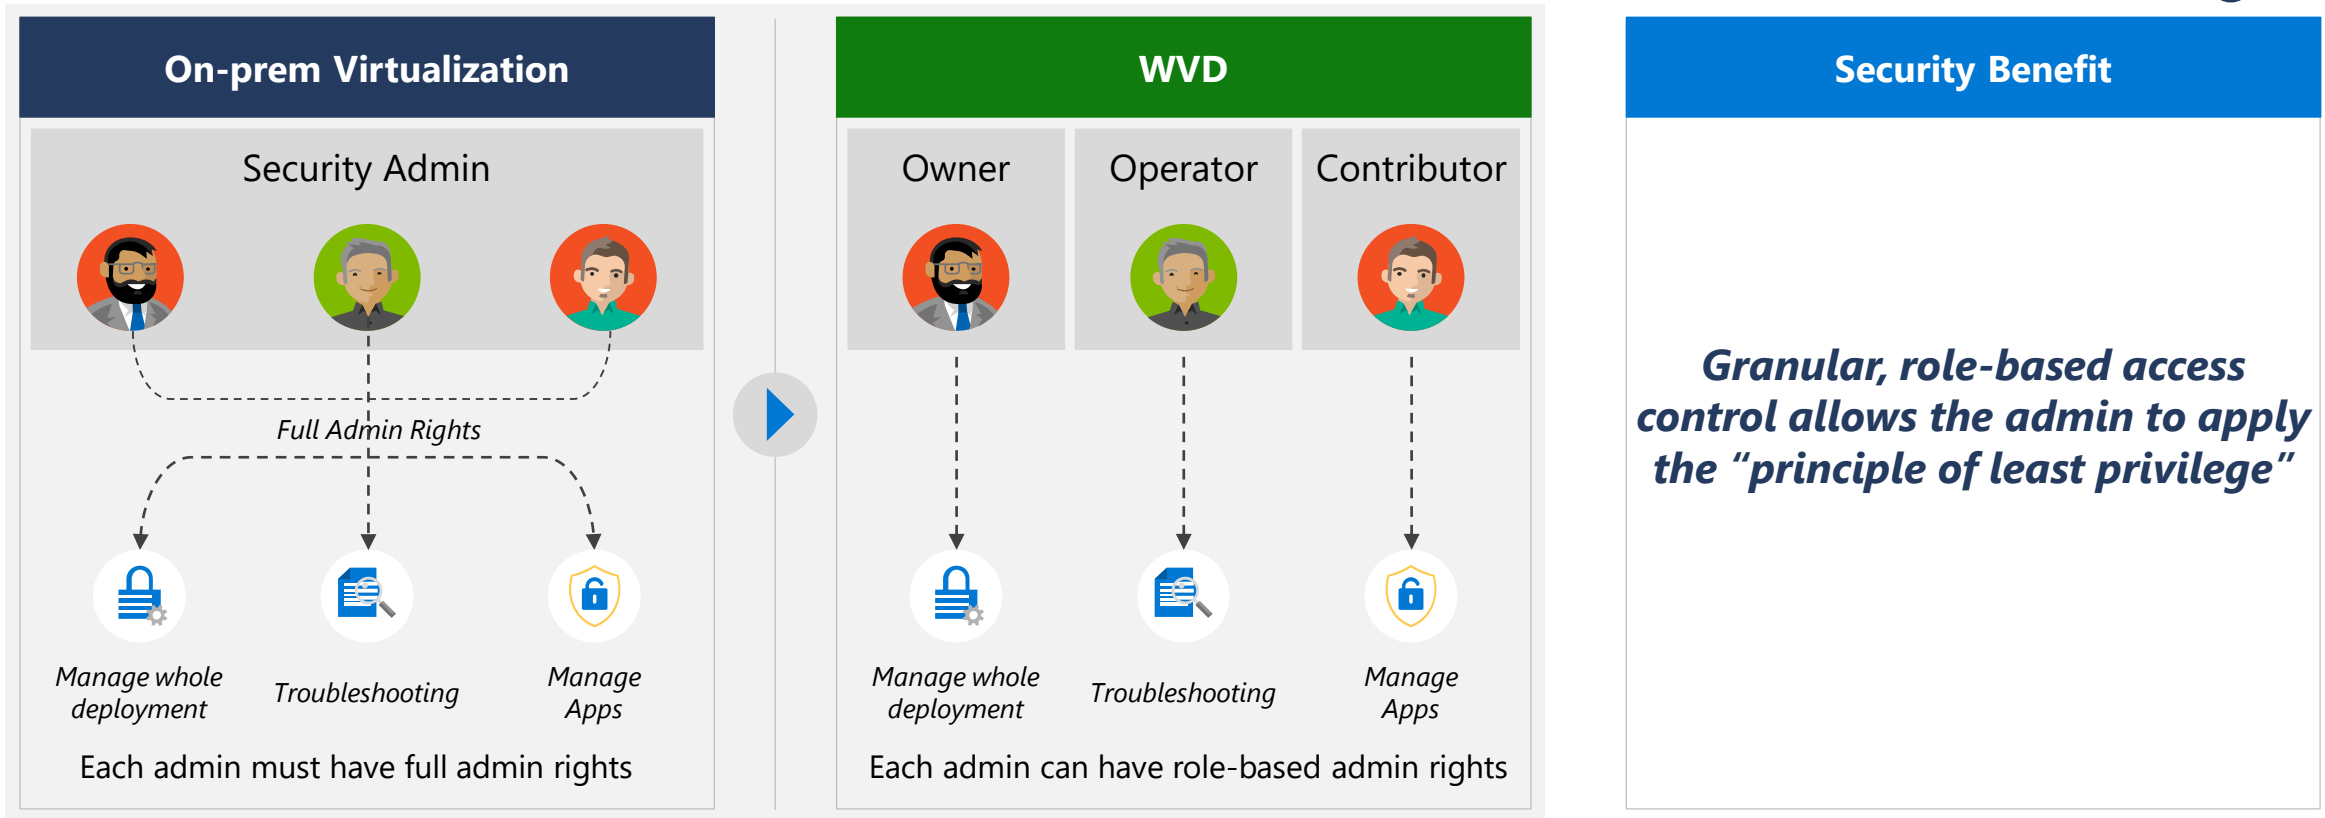 On-prem Virtualization
Security Admin
Full Admin Rights
Manage whole
deployment
Troubleshooting
Manage
Apps
Each admin must have full admin rights
WVD
Owner
Operator
Contributor
Manage whole
deployment
Troubleshooting
Manage
Apps
Each admin can have role-based admin rights
Security Benefit
Granular, role-based access
control allows the admin to apply
the “principle of least privilege”